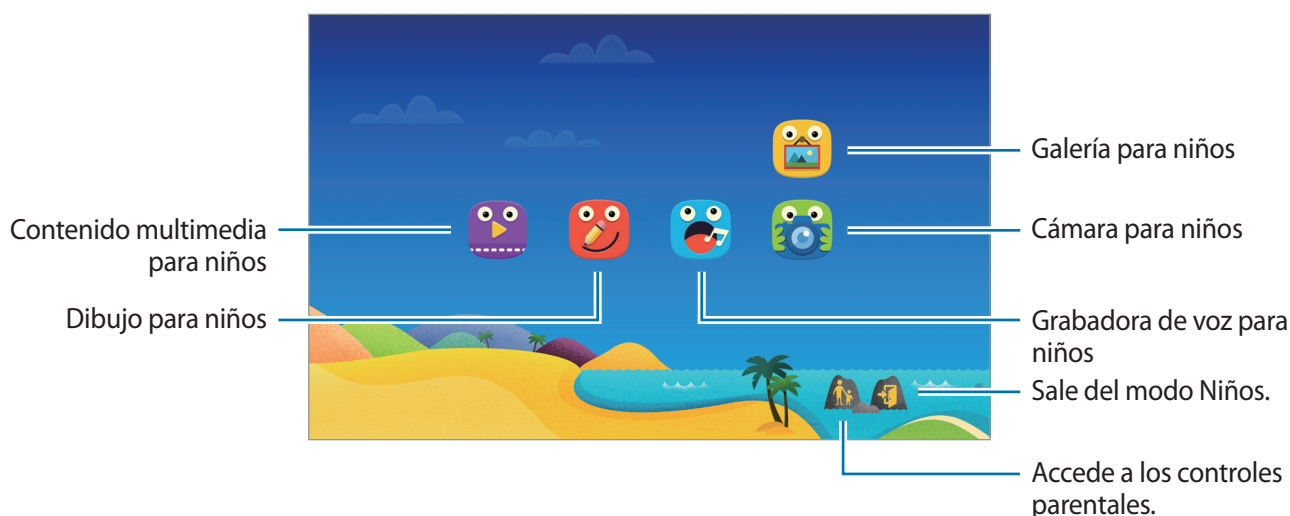 Galería para niños
Contenido multimedia
para niños
Cámara para niños
Dibujo para niños
Grabadora de voz para
niños
Sale del modo Niños.
Accede a los controles
parentales.